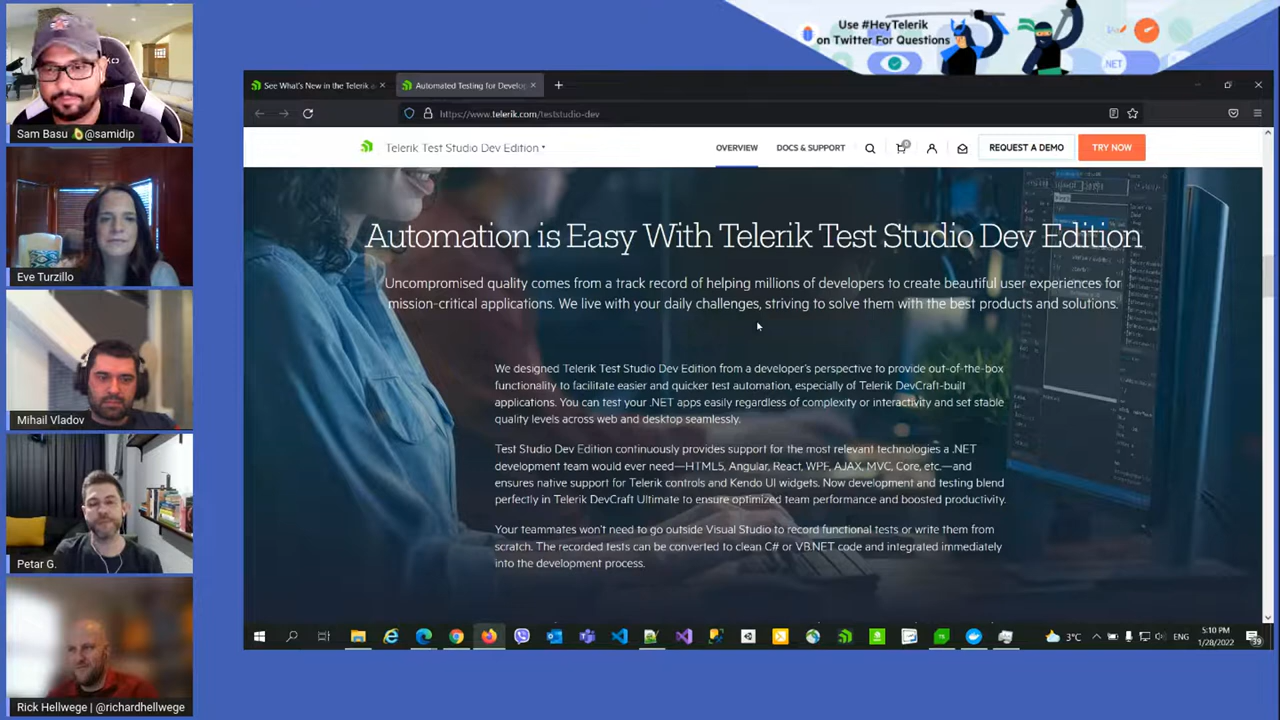 Use #HeyTelerik
on Twitter For Questions
NET
Sam Basu 🥑@samidip
Eve Turzillo
Mihail Vladov
Petar G.
Rick Hellwege | @richardhellwege
See What's New in the Telerik
Automated Testing for Develop
https://www.telerik.com/teststudio-dev
Telerik Test Studio Dev Edition
OVERVIEW
DOCS & SUPPORT
0
REQUEST A DEMO
TRY NOW
Automation is Easy With Telerik Test Studio Dev Edition
Uncompromised quality comes from a track record of helping millions of developers to create beautiful user experiences for
mission-critical applications. We live with your daily challenges, striving to solve them with the best products and solutions.
We designed Telerik Test Studio Dev Edition from a developer's perspective to provide out-of-the-box
functionality to facilitate easier and quicker test automation, especially of Telerik DevCraft-built
applications. You can test your .NET apps easily regardless of complexity or interactivity and set stable
quality levels across web and desktop seamlessly.
Test Studio Dev Edition continuously provides support for the most relevant technologies a .NET
development team would ever need—HTML5, Angular, React, WPF, AJAX, MVC, Core, etc.—and
ensures native support for Telerik controls and Kendo UI widgets. Now development and testing blend
perfectly in Telerik DevCraft Ultimate to ensure optimized team performance and boosted productivity.
Your teammates won't need to go outside Visual Studio to record functional tests or write them from
scratch. The recorded tests can be converted to clean C# or VB.NET code and integrated immediately
into the development process.
3°C
ENG
5:10 PM
1/28/2022
39